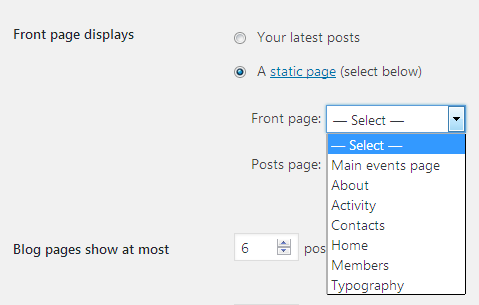 Front page displays
Your latest posts
A static page (select below)
Front page: — Select —
— Select —
Main events page
Posts page:
About
Activity
Contacts
Home
Blog pages show at most 6 pos
Members
Typography